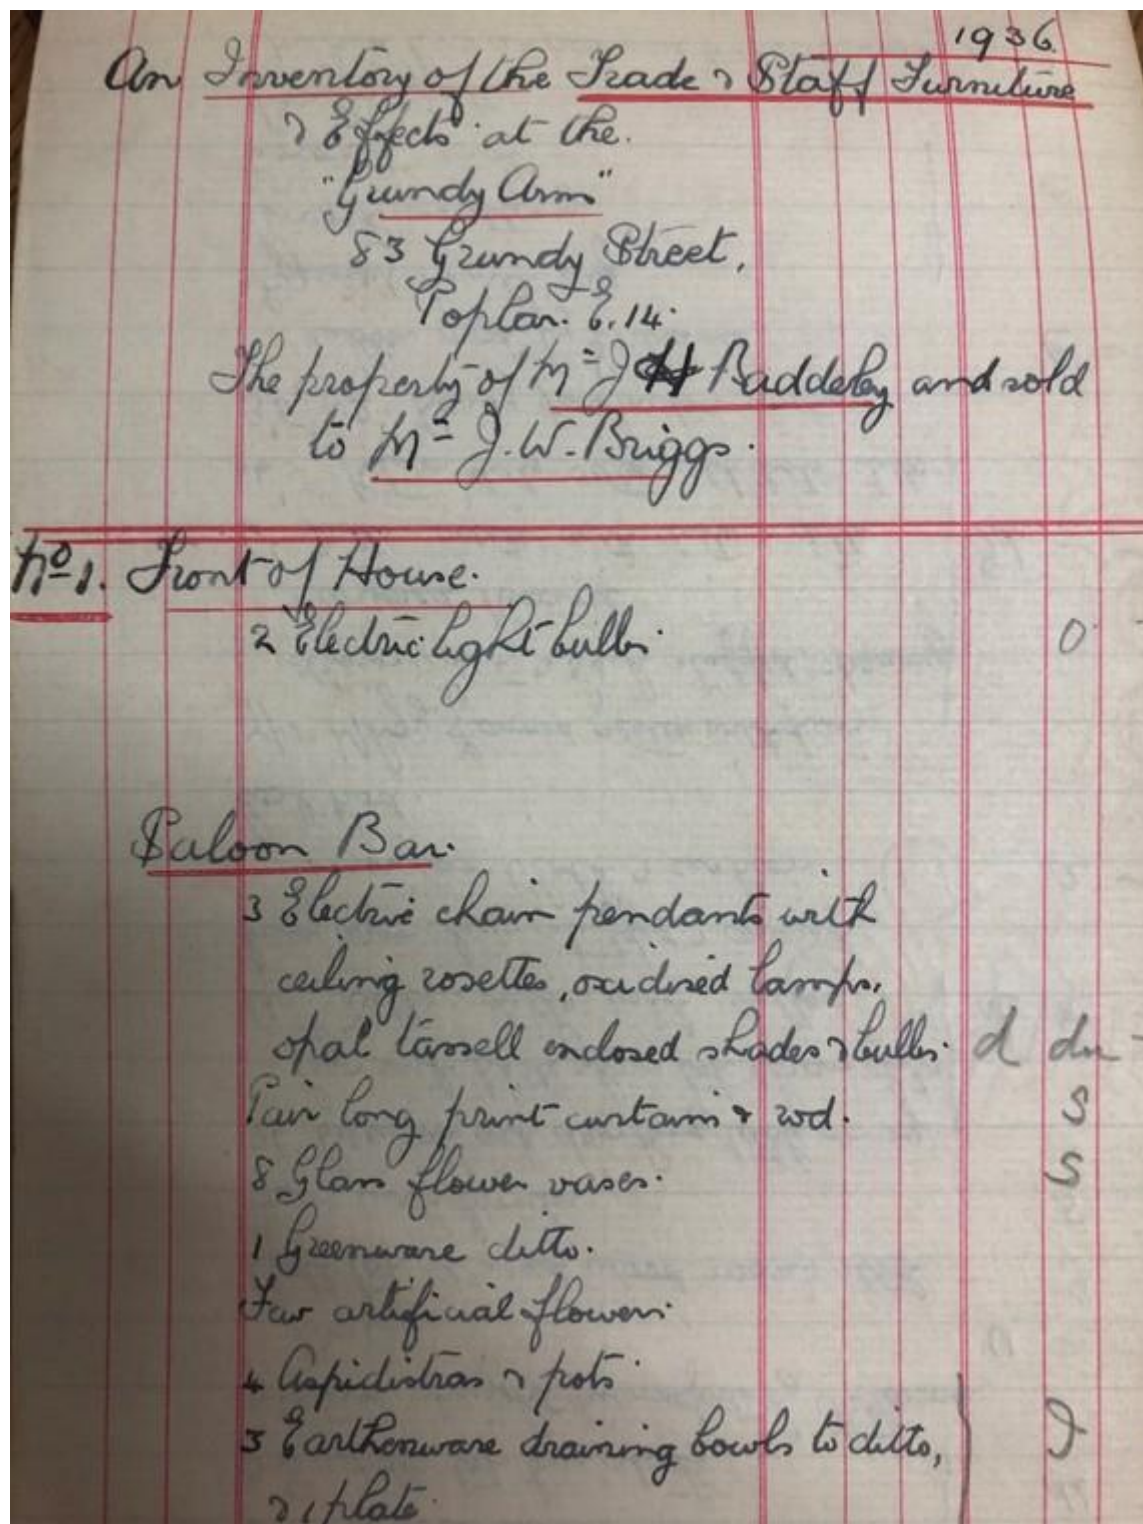 1936
An Inventory of the Trade & Staff Furniture
& Effects at the
"Grundy Arms"
83 Grundy Street,
Poplar. E.14.
The property of Mr J Baddeley and sold
to Mr J. W. Briggs.
No 1. Front of House.
2 Electric light bulbs. 0
Saloon Bar.
3 Electric chain pendants with
ceiling rosettes, oxidised lamps,
opal tassell enclosed shades & bulbs. d du
Pair long print curtains & rod. S
8 Glass flower vases. S
1 Greenware ditto.
Few artificial flowers.
4 Aspidistras & pots
3 Earthenware draining bowls to ditto,
& 1 plate.